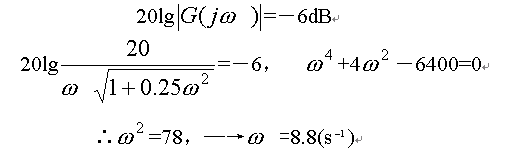 20lg|G(jω )|=−6dB↵
20lg 20 / (ω √(1+0.25ω²)) =−6， ω⁴+4ω²−6400=0↵
∴ω²=78，—→ω =8.8(s⁻¹)↵